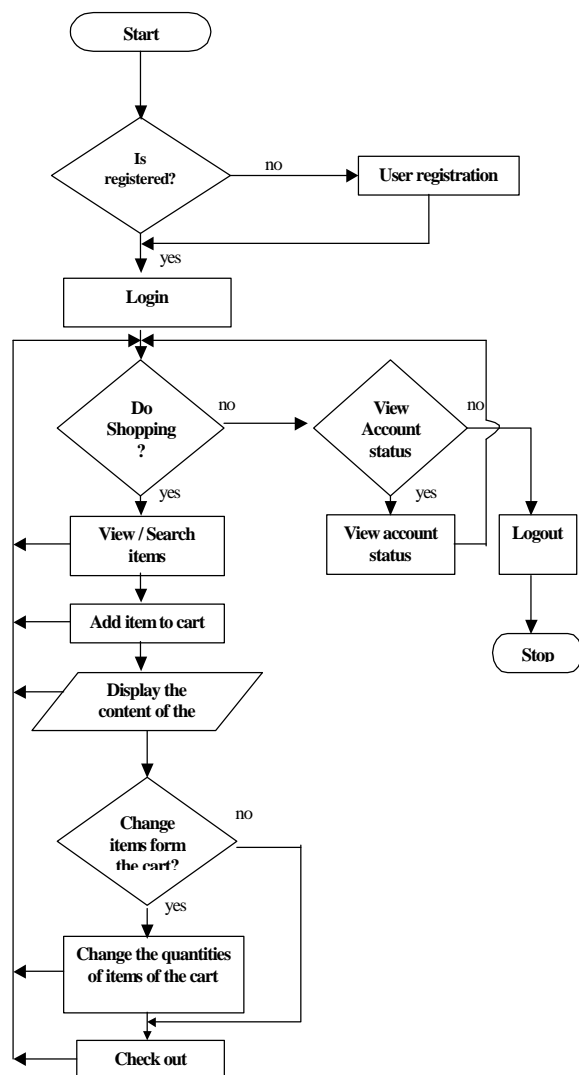 Start
Is
registered?
no
User registration
yes
Login
Do
Shopping
?
no
View
Account
status
no
yes
yes
View / Search
items
View account
status
Logout
Add item to cart
Stop
Display the
content of the
Change
items form
the cart?
no
yes
Change the quantities
of items of the cart
Check out